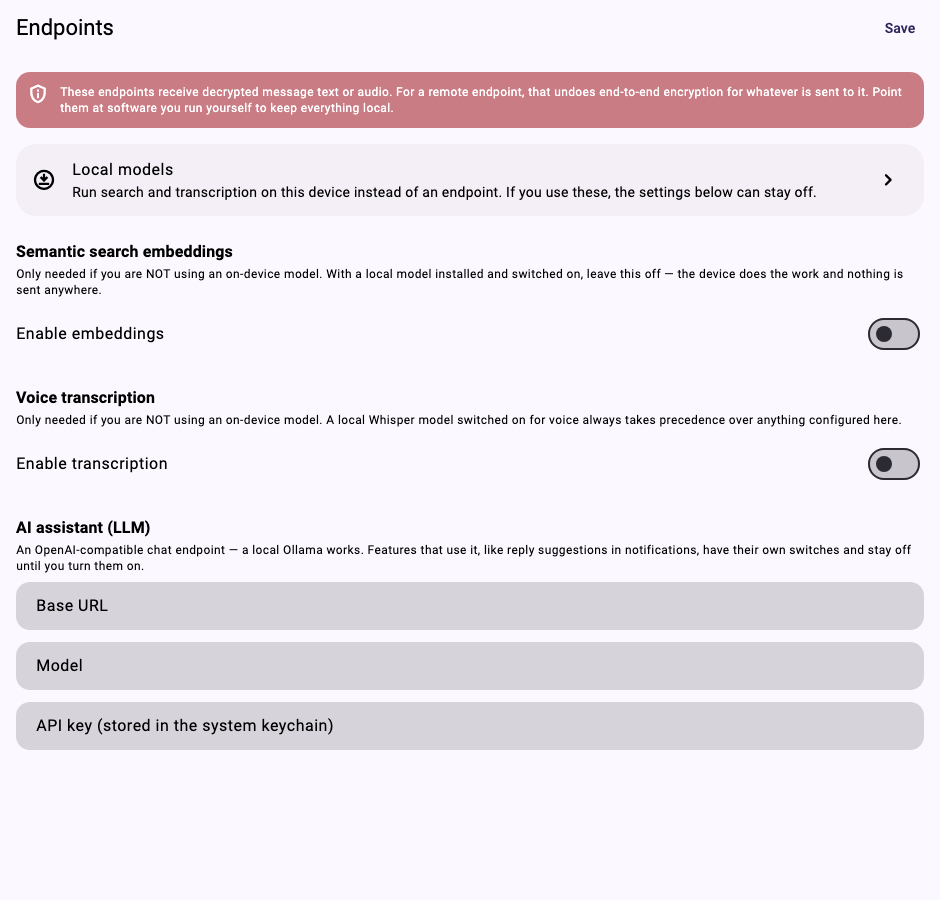 Endpoints
Save
These endpoints receive decrypted message text or audio. For a remote endpoint, that undoes end-to-end encryption for whatever is sent to it. Point
them at software you run yourself to keep everything local.
Local models
Run search and transcription on this device instead of an endpoint. If you use these, the settings below can stay off.
Semantic search embeddings
Only needed if you are NOT using an on-device model. With a local model installed and switched on, leave this off — the device does the work and nothing is
sent anywhere.
Enable embeddings
Voice transcription
Only needed if you are NOT using an on-device model. A local Whisper model switched on for voice always takes precedence over anything configured here.
Enable transcription
AI assistant (LLM)
An OpenAI-compatible chat endpoint — a local Ollama works. Features that use it, like reply suggestions in notifications, have their own switches and stay off
until you turn them on.
Base URL
Model
API key (stored in the system keychain)